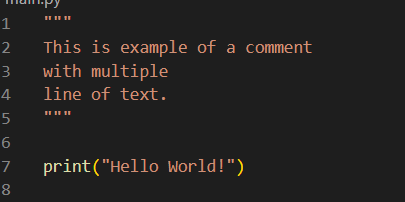 main.py
1 """
2 This is example of a comment
3 with multiple
4 line of text.
5 """
6
7 print("Hello World!")
8